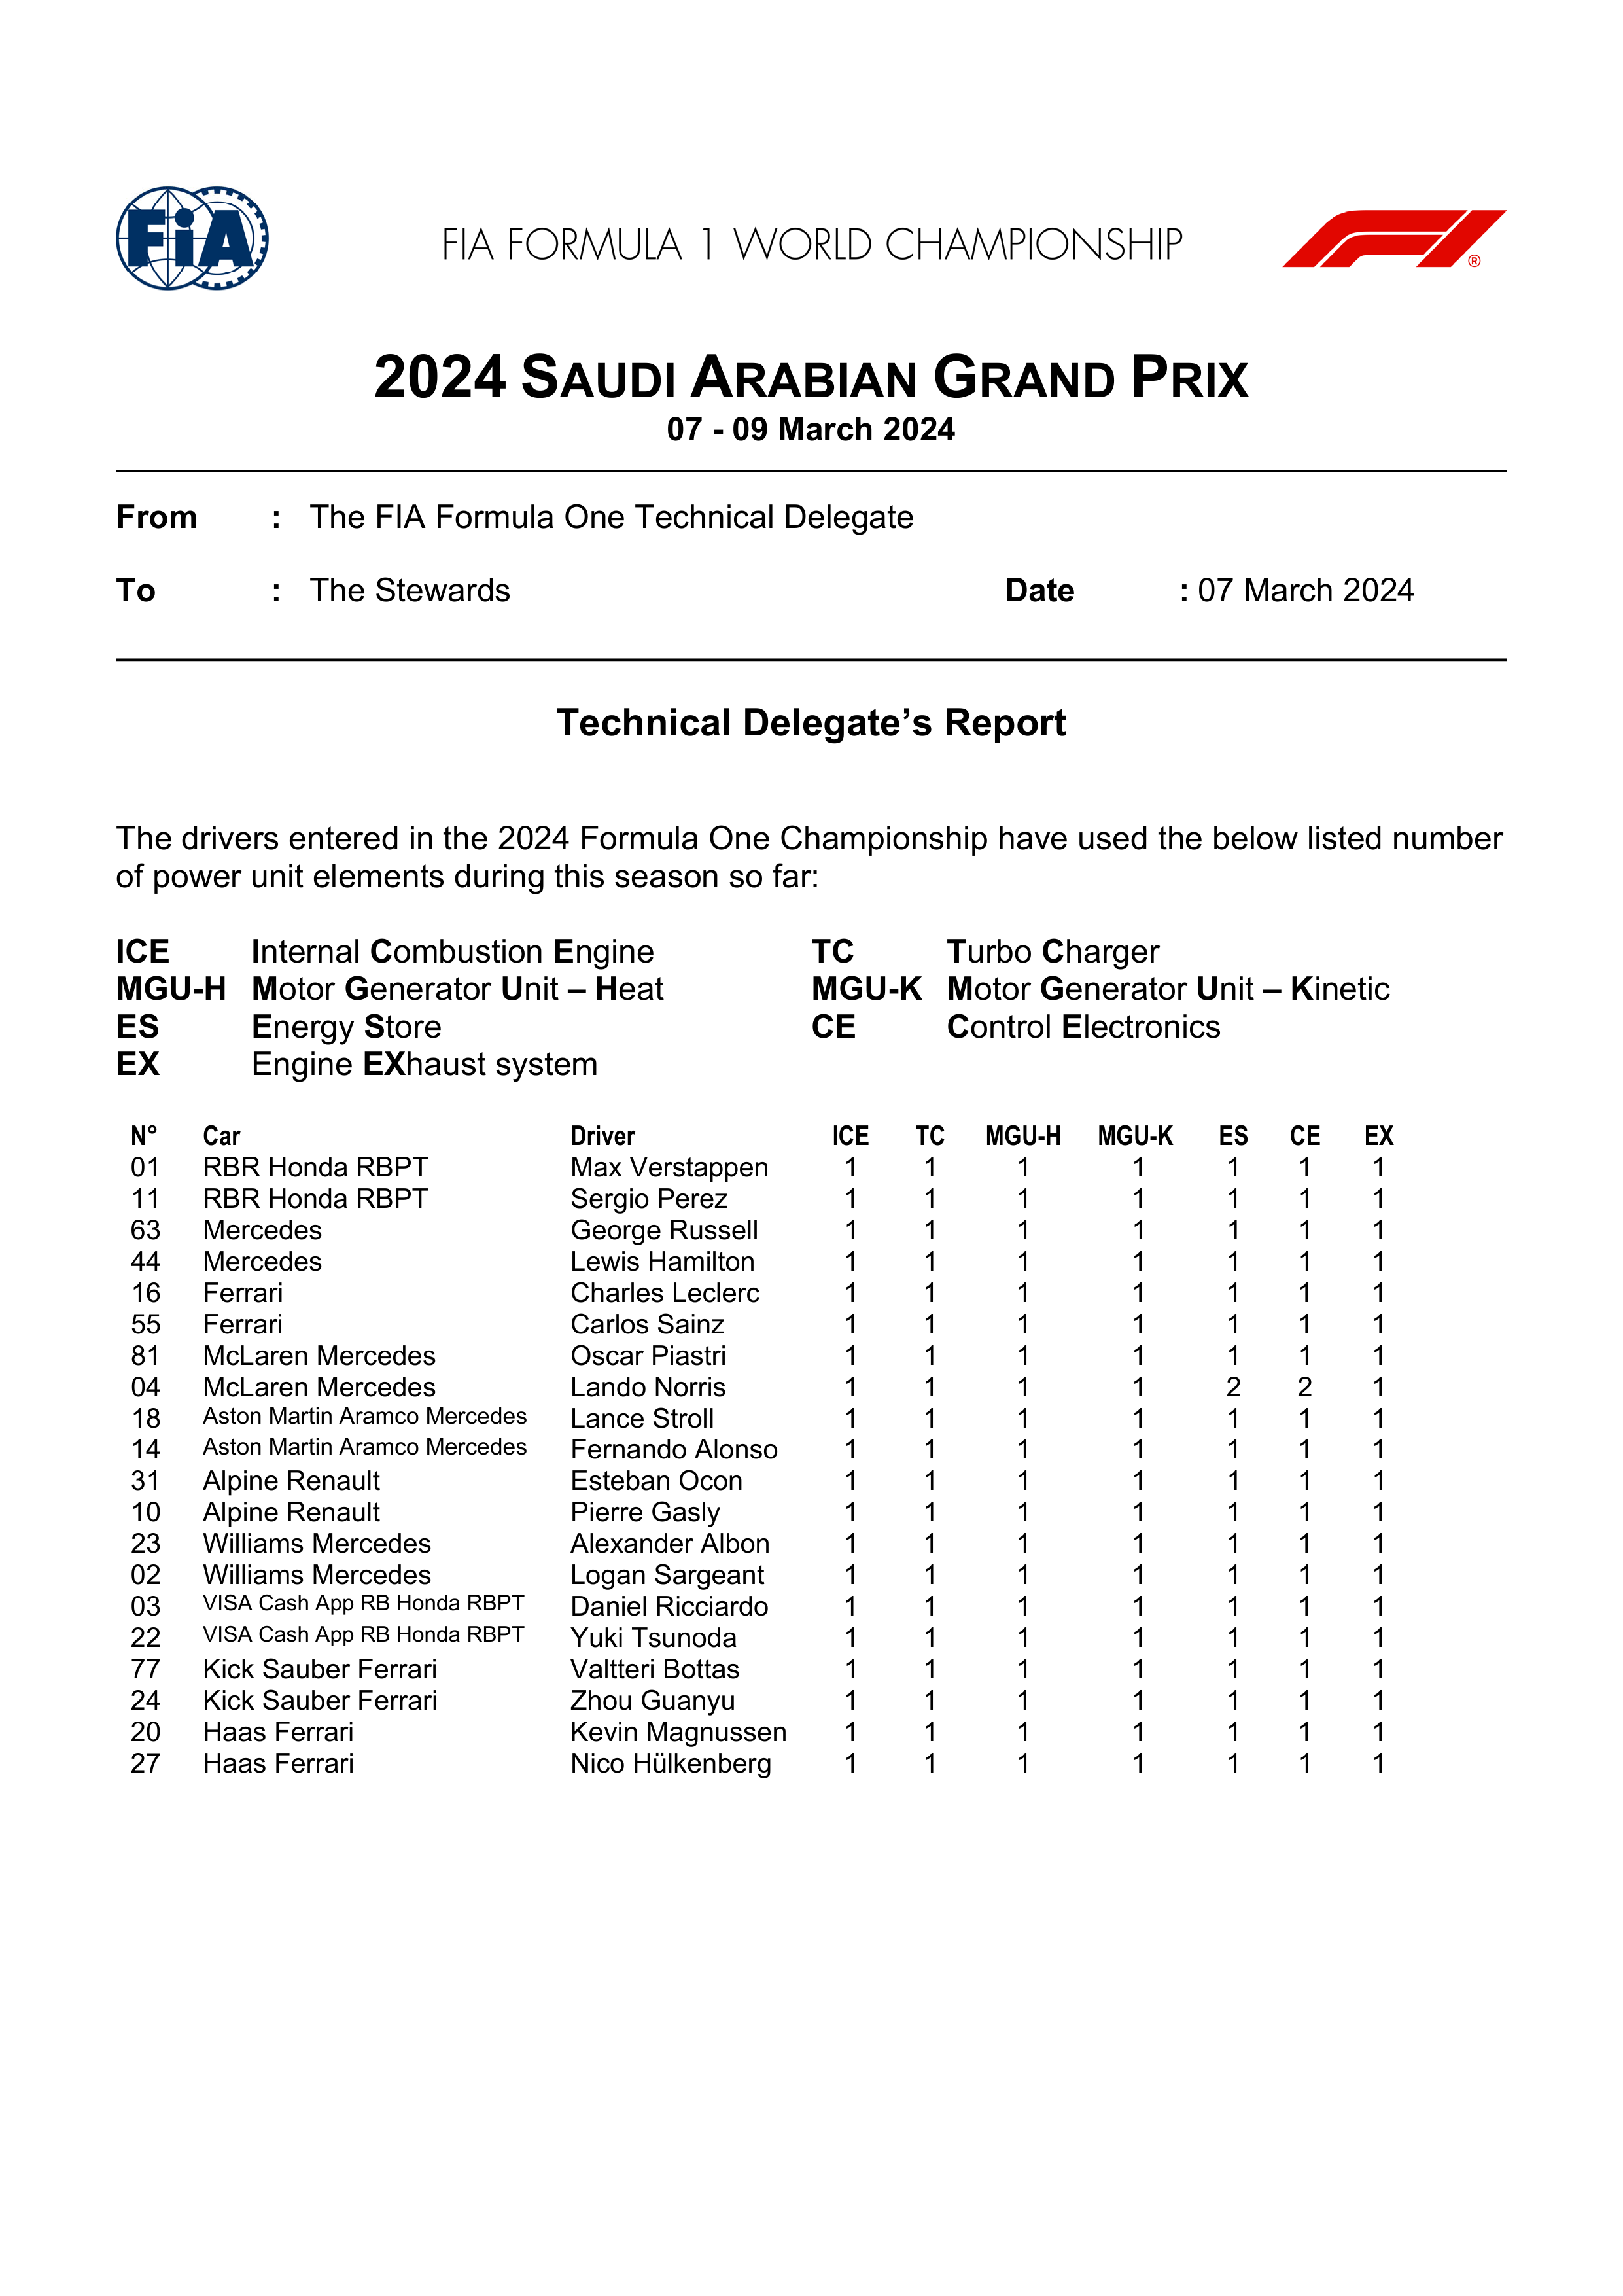 FiA
FIA FORMULA 1 WORLD CHAMPIONSHIP
F1®
2024 SAUDI ARABIAN GRAND PRIX
07 - 09 March 2024
From : The FIA Formula One Technical Delegate
To : The Stewards Date : 07 March 2024
Technical Delegate’s Report
The drivers entered in the 2024 Formula One Championship have used the below listed number
of power unit elements during this season so far:
ICE Internal Combustion Engine TC Turbo Charger
MGU-H Motor Generator Unit – Heat MGU-K Motor Generator Unit – Kinetic
ES Energy Store CE Control Electronics
EX Engine EXhaust system
N° Car Driver ICE TC MGU-H MGU-K ES CE EX
01 RBR Honda RBPT Max Verstappen 1 1 1 1 1 1 1
11 RBR Honda RBPT Sergio Perez 1 1 1 1 1 1 1
63 Mercedes George Russell 1 1 1 1 1 1 1
44 Mercedes Lewis Hamilton 1 1 1 1 1 1 1
16 Ferrari Charles Leclerc 1 1 1 1 1 1 1
55 Ferrari Carlos Sainz 1 1 1 1 1 1 1
81 McLaren Mercedes Oscar Piastri 1 1 1 1 1 1 1
04 McLaren Mercedes Lando Norris 1 1 1 1 2 2 1
18 Aston Martin Aramco Mercedes Lance Stroll 1 1 1 1 1 1 1
14 Aston Martin Aramco Mercedes Fernando Alonso 1 1 1 1 1 1 1
31 Alpine Renault Esteban Ocon 1 1 1 1 1 1 1
10 Alpine Renault Pierre Gasly 1 1 1 1 1 1 1
23 Williams Mercedes Alexander Albon 1 1 1 1 1 1 1
02 Williams Mercedes Logan Sargeant 1 1 1 1 1 1 1
03 VISA Cash App RB Honda RBPT Daniel Ricciardo 1 1 1 1 1 1 1
22 VISA Cash App RB Honda RBPT Yuki Tsunoda 1 1 1 1 1 1 1
77 Kick Sauber Ferrari Valtteri Bottas 1 1 1 1 1 1 1
24 Kick Sauber Ferrari Zhou Guanyu 1 1 1 1 1 1 1
20 Haas Ferrari Kevin Magnussen 1 1 1 1 1 1 1
27 Haas Ferrari Nico Hülkenberg 1 1 1 1 1 1 1